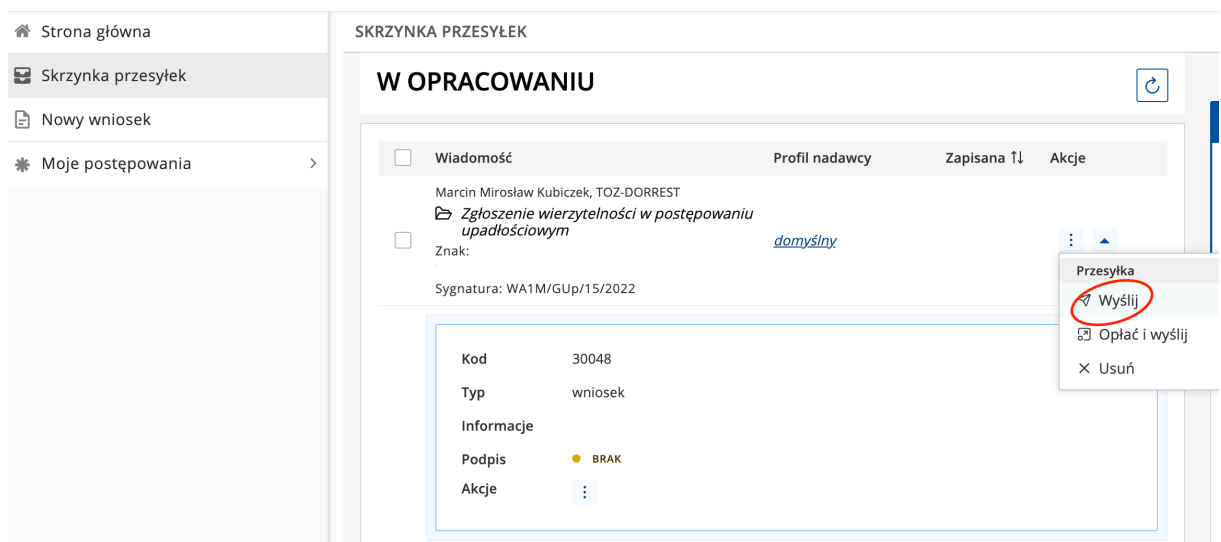 Strona główna
Skrzynka przesyłek
Nowy wniosek
Moje postępowania
SKRZYNKA PRZESYŁEK
W OPRACOWANIU
Wiadomość Profil nadawcy Zapisana Akcje
Marcin Mirosław Kubiczek, TOZ-DORREST
Zgłoszenie wierzytelności w postępowaniu
upadłościowym
domyślny
Znak:
Sygnatura: WA1M/GUp/15/2022
Przesyłka
Wyślij
Opłać i wyślij
Usuń
Kod 30048
Typ wniosek
Informacje
Podpis BRAK
Akcje